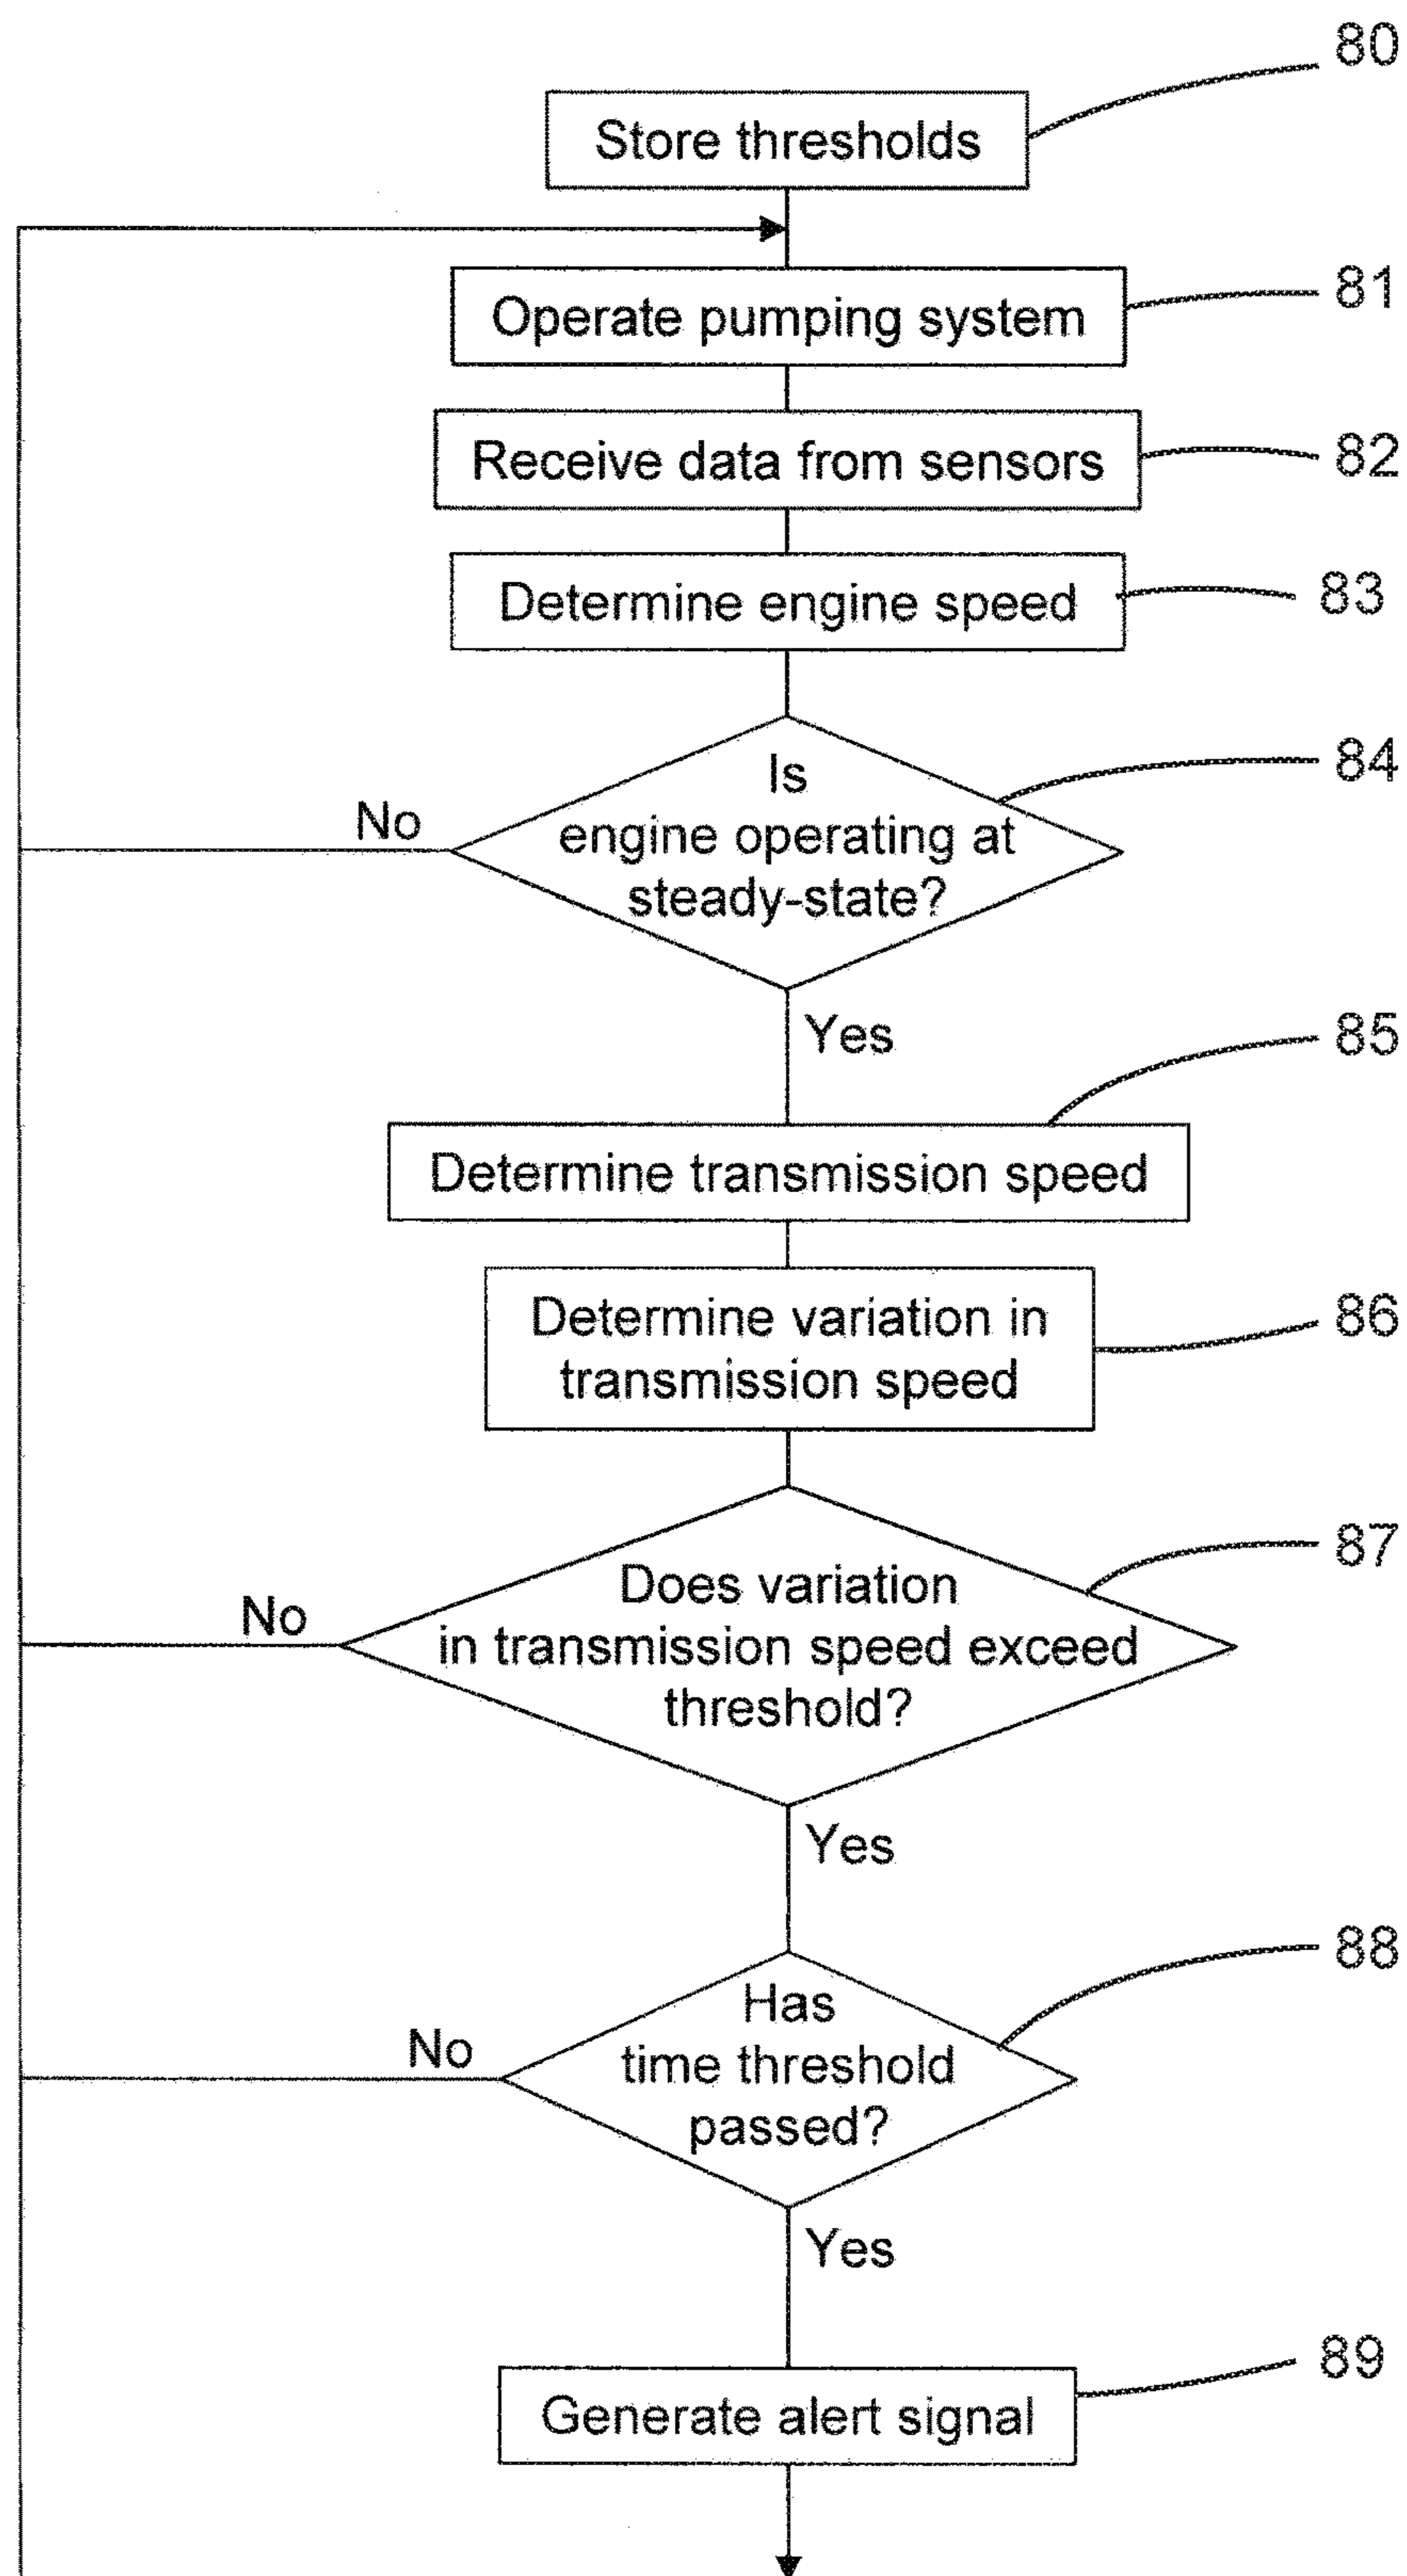 80
Store thresholds
81
Operate pumping system
82
Receive data from sensors
83
Determine engine speed
84
Is
engine operating at
steady-state?
No
Yes
85
Determine transmission speed
86
Determine variation in
transmission speed
87
Does variation
in transmission speed exceed
threshold?
No
Yes
88
Has
time threshold
passed?
No
Yes
89
Generate alert signal